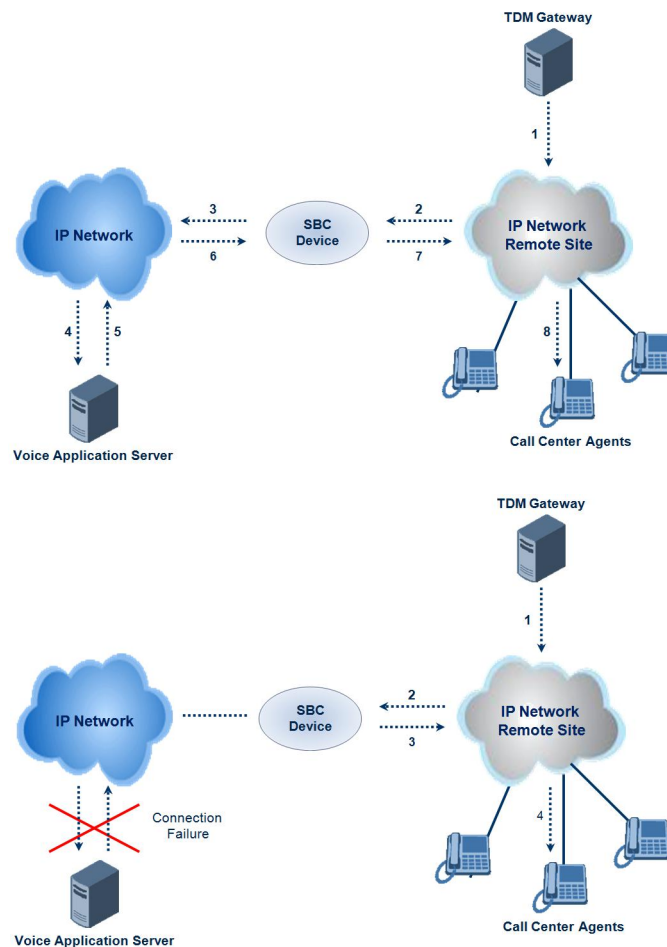 TDM Gateway
1
3
2
IP Network
SBC
Device
IP Network
Remote Site
6
7
4
5
8
Voice Application Server
Call Center Agents
TDM Gateway
1
2
IP Network
SBC
Device
IP Network
Remote Site
3
Connection
Failure
4
Call Center Agents
Voice Application Server